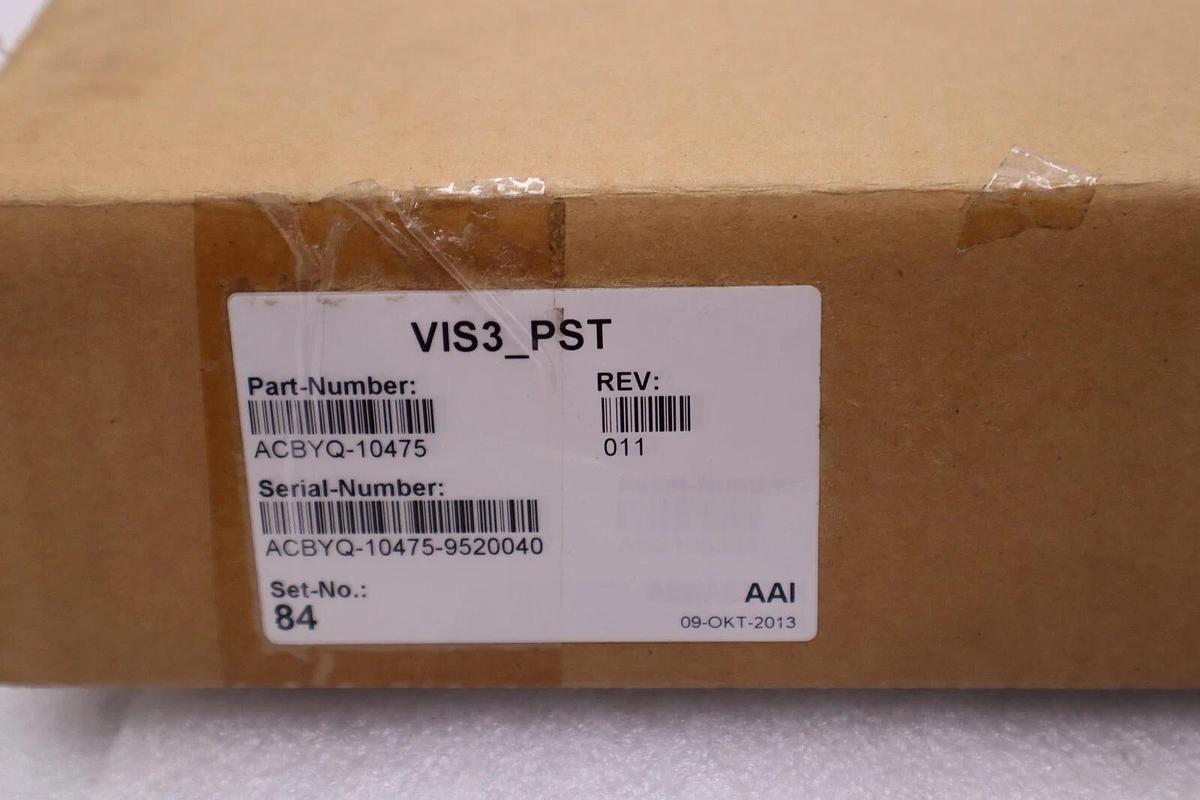 VIS3_PST
Part-Number:
ACBYQ-10475
REV:
011
Serial-Number:
ACBYQ-10475-9520040
Set-No.:
84
AAI
09-OKT-2013